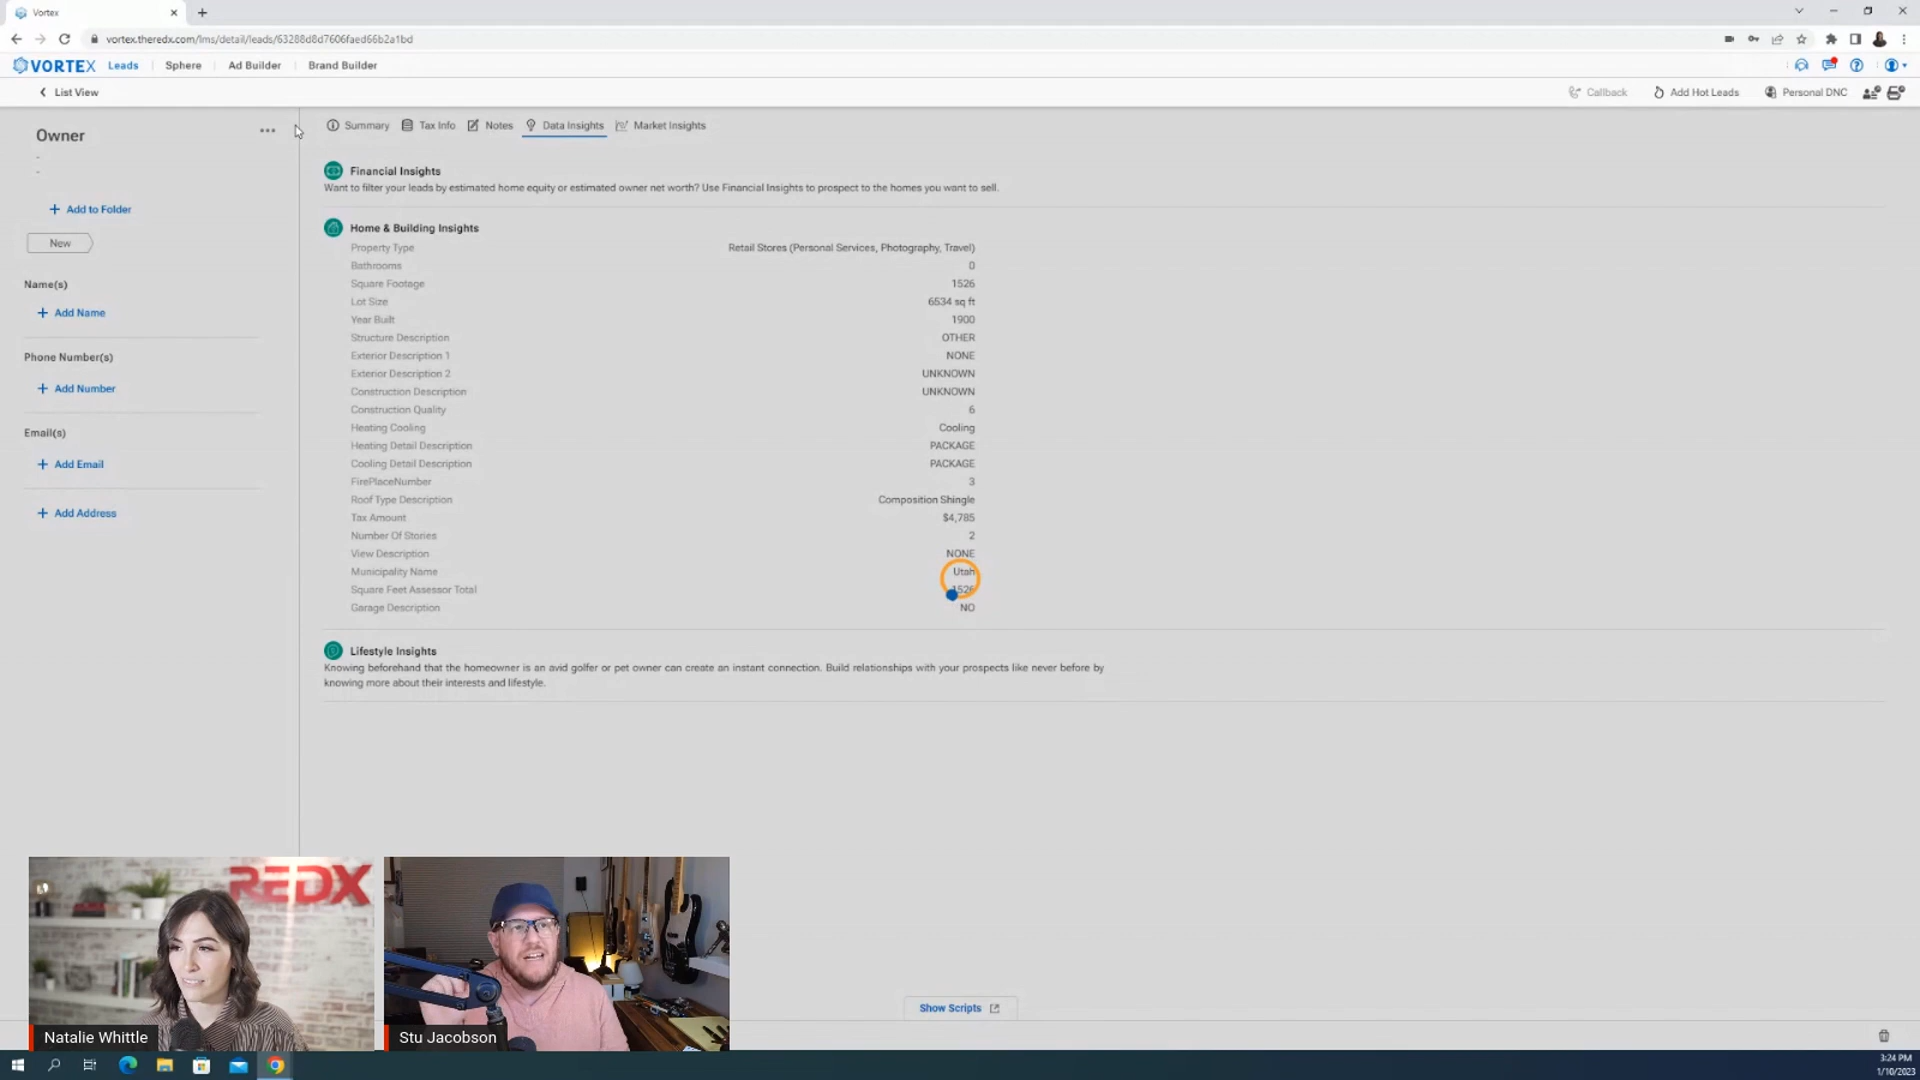 Vortex
vortex.theredx.com/lms/detail/leads/63288d8d7606faed66b2a1bd
VORTEX Leads Sphere Ad Builder Brand Builder
List View Callback Add Hot Leads Personal DNC
Owner
-
-
Add to Folder
New
Name(s)
Add Name
Phone Number(s)
Add Number
Email(s)
Add Email
Add Address
Summary Tax Info Notes Data Insights Market Insights
Financial Insights
Want to filter your leads by estimated home equity or estimated owner net worth? Use Financial Insights to prospect to the homes you want to sell.
Home & Building Insights
Property Type Retail Stores (Personal Services, Photography, Travel)
Bathrooms 0
Square Footage 1526
Lot Size 6534 sq ft
Year Built 1900
Structure Description OTHER
Exterior Description 1 NONE
Exterior Description 2 UNKNOWN
Construction Description UNKNOWN
Construction Quality 6
Heating Cooling Cooling
Heating Detail Description PACKAGE
Cooling Detail Description PACKAGE
FirePlaceNumber 3
Roof Type Description Composition Shingle
Tax Amount $4,785
Number Of Stories 2
View Description NONE
Municipality Name Utah
Square Feet Assessor Total 1526
Garage Description NO
Lifestyle Insights
Knowing beforehand that the homeowner is an avid golfer or pet owner can create an instant connection. Build relationships with your prospects like never before by
knowing more about their interests and lifestyle.
Show Scripts
REDX
Natalie Whittle
Stu Jacobson
3:24 PM
1/10/2023